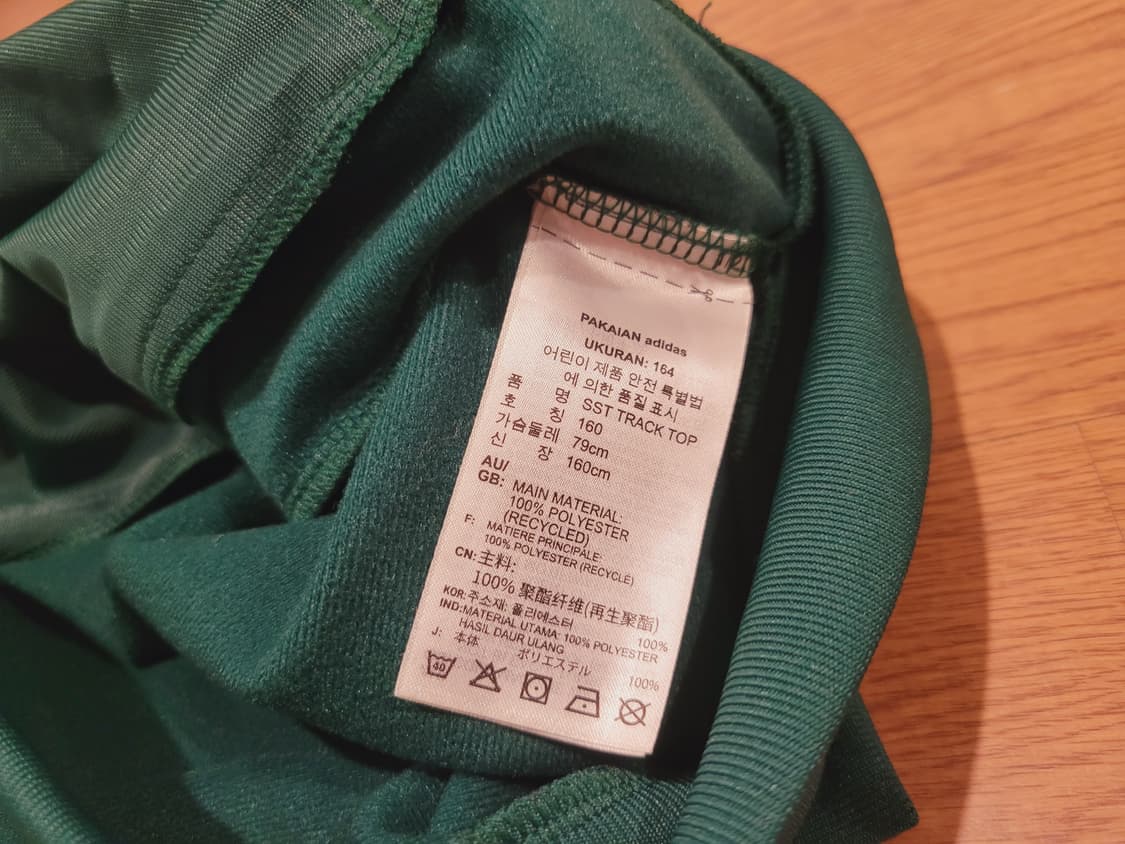 PAKAIAN adidas
UKURAN: 164
어린이 제품 안전 특별법
에 의한 품질 표시
품 명 SST TRACK TOP
호 칭 160
가슴둘레 79cm
신 장 160cm
AU/
GB: MAIN MATERIAL:
100% POLYESTER
(RECYCLED)
F: MATIERE PRINCIPALE:
100% POLYESTER (RECYCLÉ)
CN: 主料:
100% 聚酯纤维(再生聚酯)
KOR: 주소재: 폴리에스터 100%
IND: MATERIAL UTAMA: 100% POLYESTER
HASIL DAUR ULANG
J: 本体 ポリエステル 100%
40